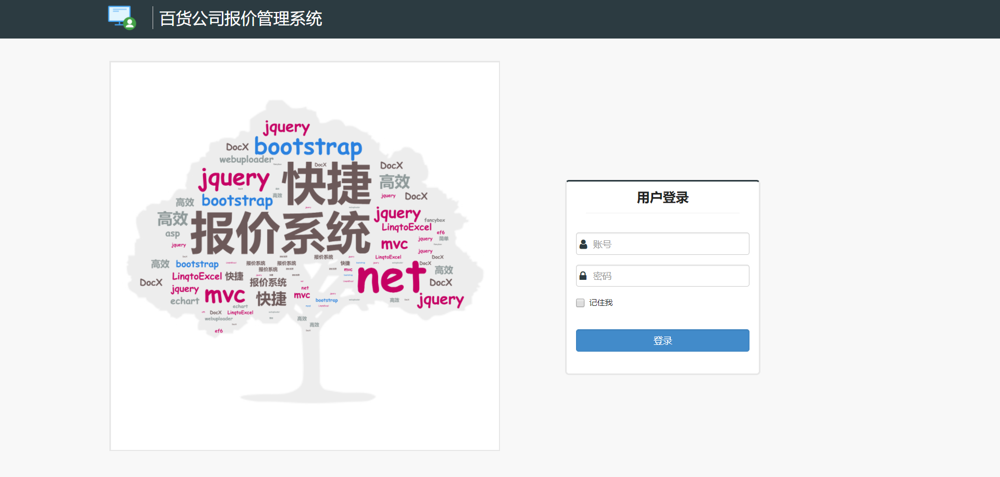 百货公司报价管理系统
jquery
DocX bootstrap
webuploader
DocX
DocX
jquery 快捷 高效
高效 bootstrap 高效 jquery DocX
高效 报价系统 jquery fancybox
LinqtoExcel
asp ef6
jquery mvc jquery 简单
jquery
报价系统 LinqtoExcel DocX
高效 bootstrap 报价系统 报价系统 快捷 DocX
报价系统 mvc net 高效
LinqtoExcel 快捷
DocX 报价系统 DocX
jquery net
echart mvc 快捷 mvc bootstrap 高效 jquery
echart
DocX LinqtoExcel
webuploader 高效
高效
ef6
用户登录
账号
密码
记住我
登录